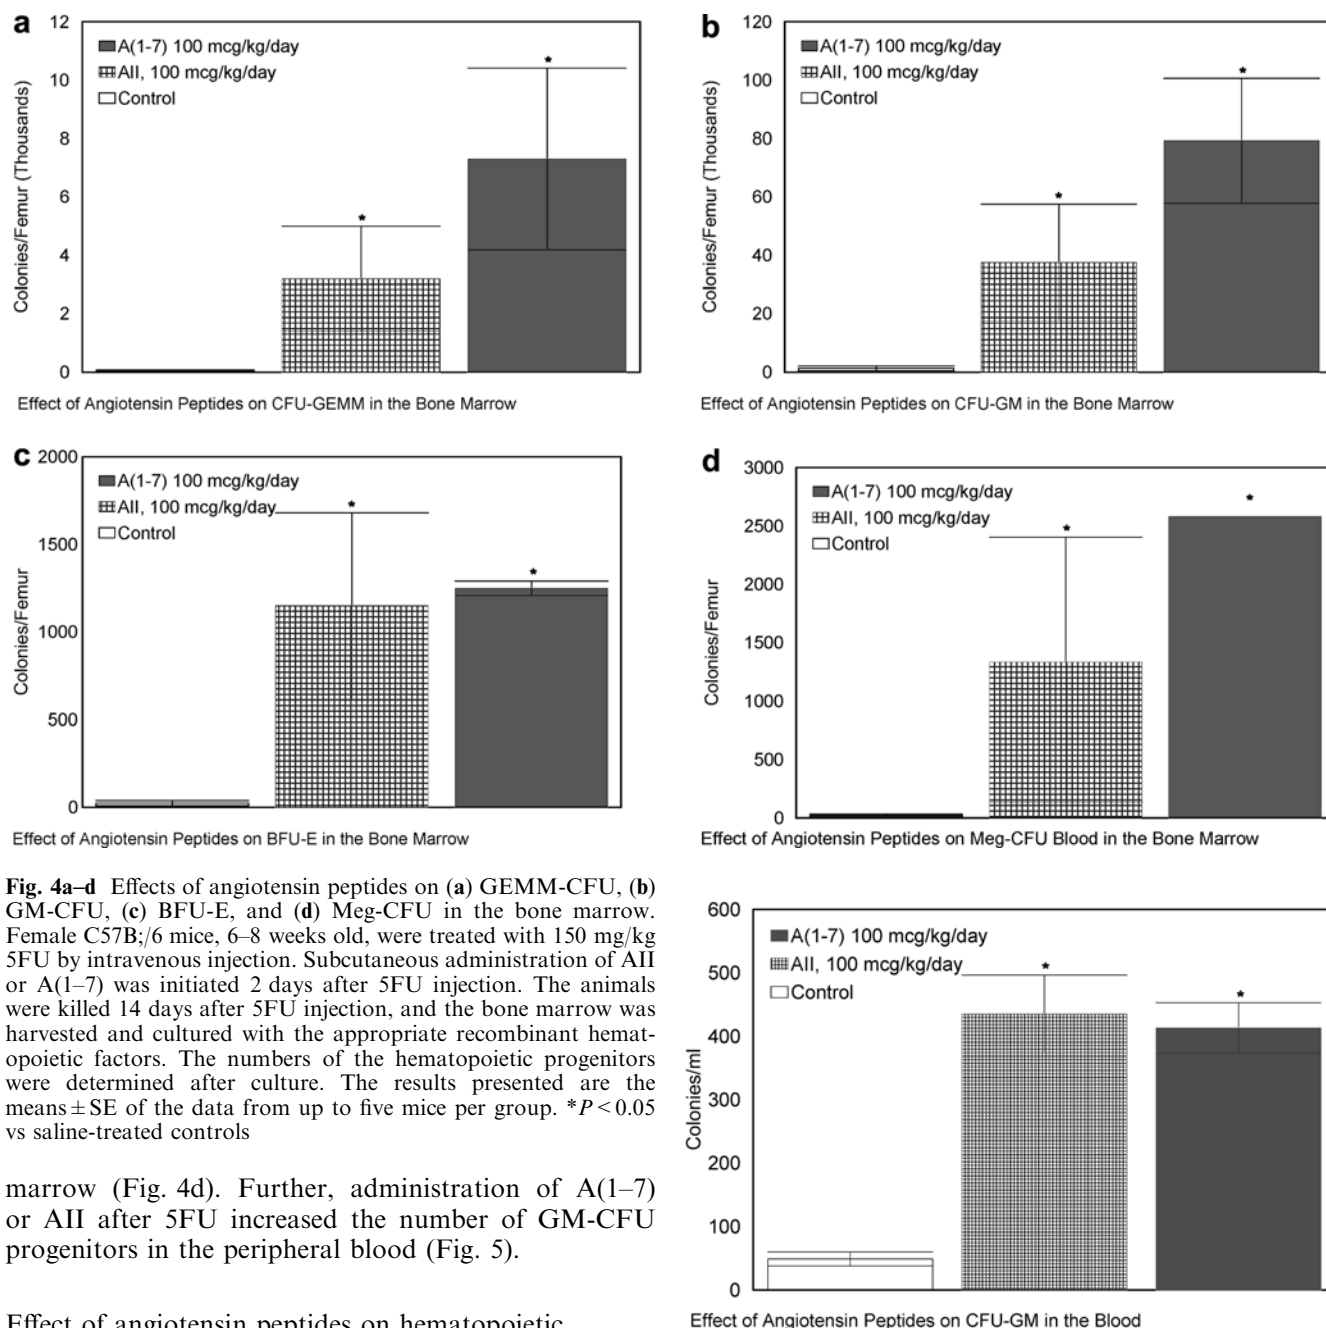 a
12
10
8
6
4
2
0
Colonies/Femur (Thousands)
A(1-7) 100 mcg/kg/day
AII, 100 mcg/kg/day
Control
*
*
Effect of Angiotensin Peptides on CFU-GEMM in the Bone Marrow
b
120
100
80
60
40
20
0
Colonies/Femur (Thousands)
A(1-7) 100 mcg/kg/day
AII, 100 mcg/kg/day
Control
*
*
Effect of Angiotensin Peptides on CFU-GM in the Bone Marrow
c
2000
1500
1000
500
0
Colonies/Femur
A(1-7) 100 mcg/kg/day
AII, 100 mcg/kg/day
Control
*
*
Effect of Angiotensin Peptides on BFU-E in the Bone Marrow
d
3000
2500
2000
1500
1000
500
0
Colonies/Femur
A(1-7) 100 mcg/kg/day
AII, 100 mcg/kg/day
Control
*
*
Effect of Angiotensin Peptides on Meg-CFU Blood in the Bone Marrow
Fig. 4a–d Effects of angiotensin peptides on (a) GEMM-CFU, (b)
GM-CFU, (c) BFU-E, and (d) Meg-CFU in the bone marrow.
Female C57B;/6 mice, 6–8 weeks old, were treated with 150 mg/kg
5FU by intravenous injection. Subcutaneous administration of AII
or A(1–7) was initiated 2 days after 5FU injection. The animals
were killed 14 days after 5FU injection, and the bone marrow was
harvested and cultured with the appropriate recombinant hemat-
opoietic factors. The numbers of the hematopoietic progenitors
were determined after culture. The results presented are the
means ± SE of the data from up to five mice per group. *P < 0.05
vs saline-treated controls
marrow (Fig. 4d). Further, administration of A(1–7)
or AII after 5FU increased the number of GM-CFU
progenitors in the peripheral blood (Fig. 5).
Effect of angiotensin peptides on hematopoietic
600
500
400
300
200
100
0
Colonies/ml
A(1-7) 100 mcg/kg/day
AII, 100 mcg/kg/day
Control
*
*
Effect of Angiotensin Peptides on CFU-GM in the Blood